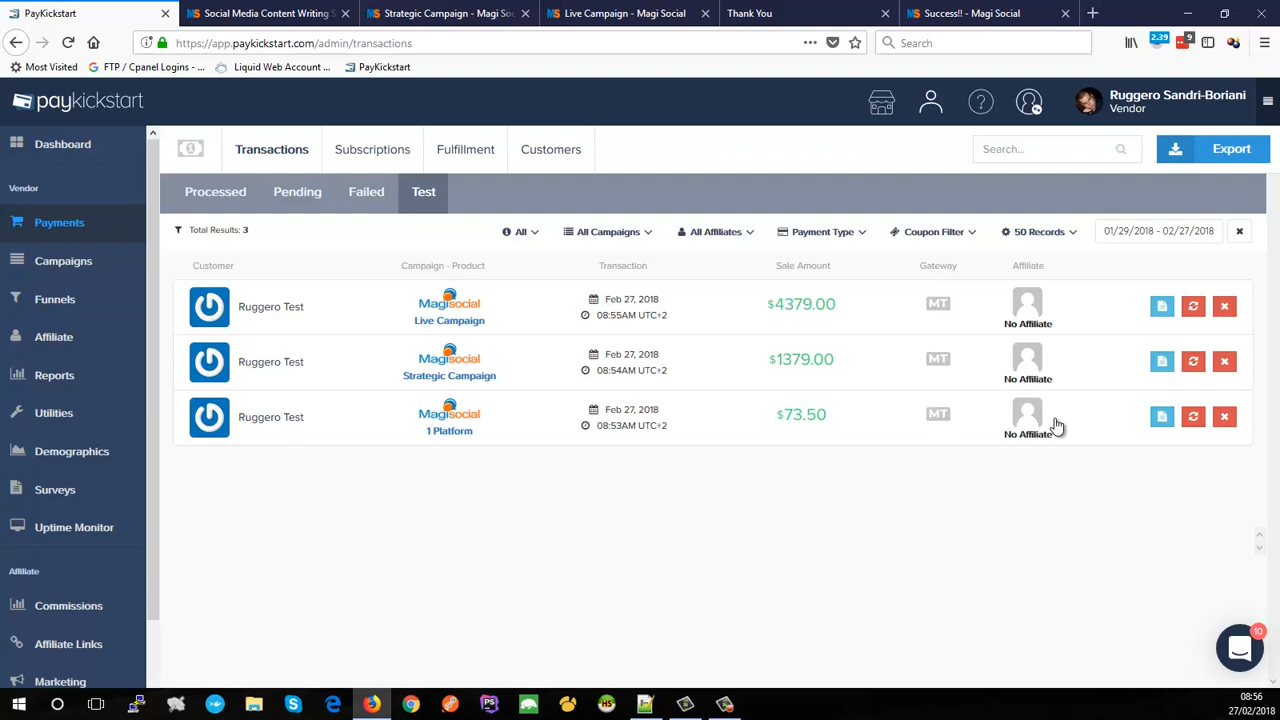 PayKickstart
Social Media Content Writing S
Strategic Campaign - Magi Soc
Live Campaign - Magi Social
Thank You
Success!! - Magi Social
https://app.paykickstart.com/admin/transactions
Search
2.39
9
Most Visited
FTP / Cpanel Logins - ...
Liquid Web Account ...
PayKickstart
paykickstart
Ruggero Sandri-Boriani
Vendor
Dashboard
Vendor
Payments
Campaigns
Funnels
Affiliate
Reports
Utilities
Demographics
Surveys
Uptime Monitor
Affiliate
Commissions
Affiliate Links
Marketing
Transactions
Subscriptions
Fulfillment
Customers
Search...
Export
Processed
Pending
Failed
Test
Total Results: 3
All
All Campaigns
All Affiliates
Payment Type
Coupon Filter
50 Records
01/29/2018 - 02/27/2018
Customer
Campaign - Product
Transaction
Sale Amount
Gateway
Affiliate
Ruggero Test
Magisocial
Live Campaign
Feb 27, 2018
08:55AM UTC+2
$4379.00
MT
No Affiliate
Ruggero Test
Magisocial
Strategic Campaign
Feb 27, 2018
08:54AM UTC+2
$1379.00
MT
No Affiliate
Ruggero Test
Magisocial
1 Platform
Feb 27, 2018
08:53AM UTC+2
$73.50
MT
No Affiliate
10
08:56
27/02/2018